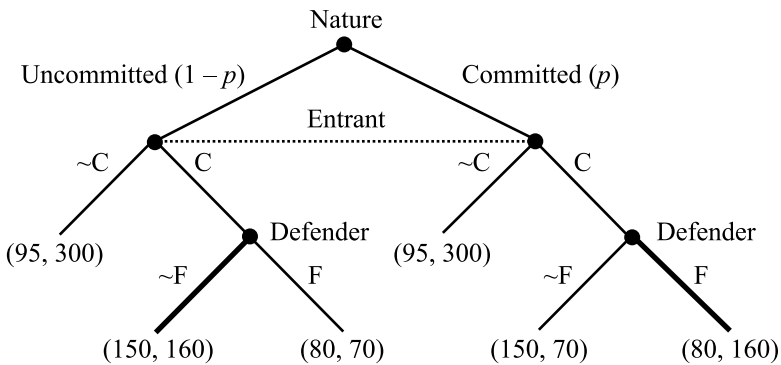 Nature
Uncommitted (1 – p)
Committed (p)
Entrant
~C
C
~C
C
(95, 300)
Defender
(95, 300)
Defender
~F
F
~F
F
(150, 160)
(80, 70)
(150, 70)
(80, 160)